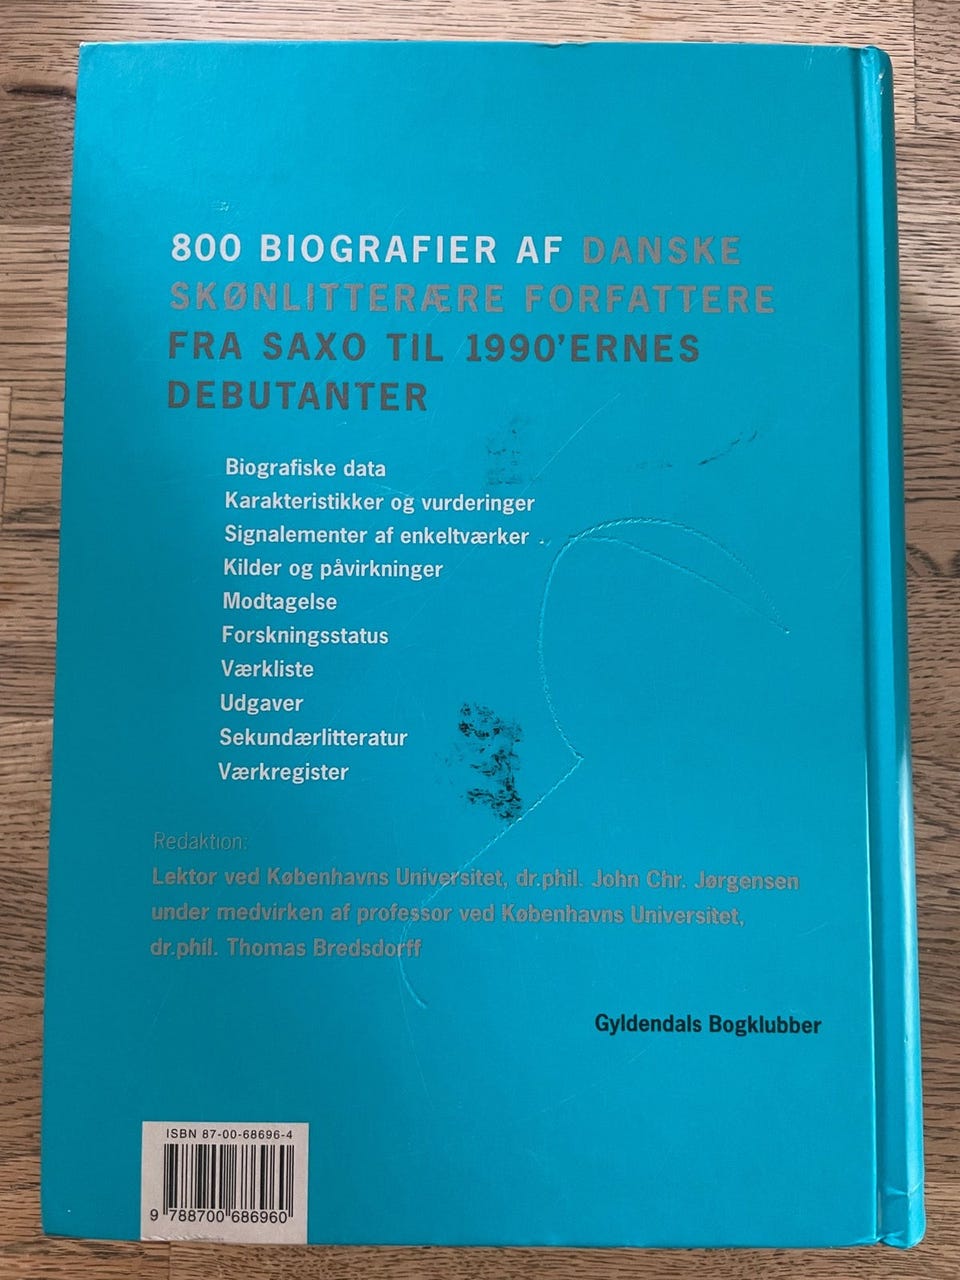 800 BIOGRAFIER AF DANSKE
SKØNLITTERÆRE FORFATTERE
FRA SAXO TIL 1990'ERNES
DEBUTANTER
Biografiske data
Karakteristikker og vurderinger
Signalementer af enkeltværker
Kilder og påvirkninger
Modtagelse
Forskningsstatus
Værkliste
Udgaver
Sekundærlitteratur
Værkregister
Redaktion:
Lektor ved Københavns Universitet, dr.phil. John Chr. Jørgensen
under medvirken af professor ved Københavns Universitet,
dr.phil. Thomas Bredsdorff
Gyldendals Bogklubber
ISBN 87-00-68696-4
9 788700 686960